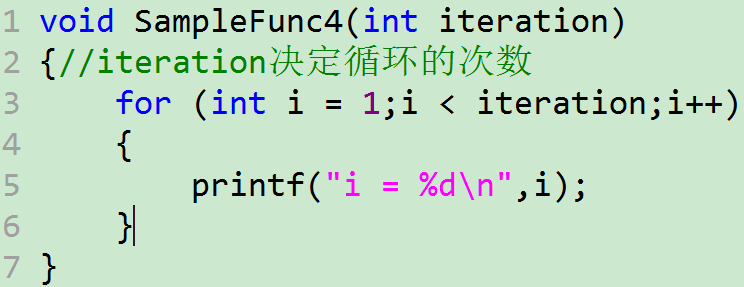 1 void SampleFunc4(int iteration)
2 {//iteration决定循环的次数
3     for (int i = 1;i < iteration;i++)
4     {
5         printf("i = %d\n",i);
6     }
7 }